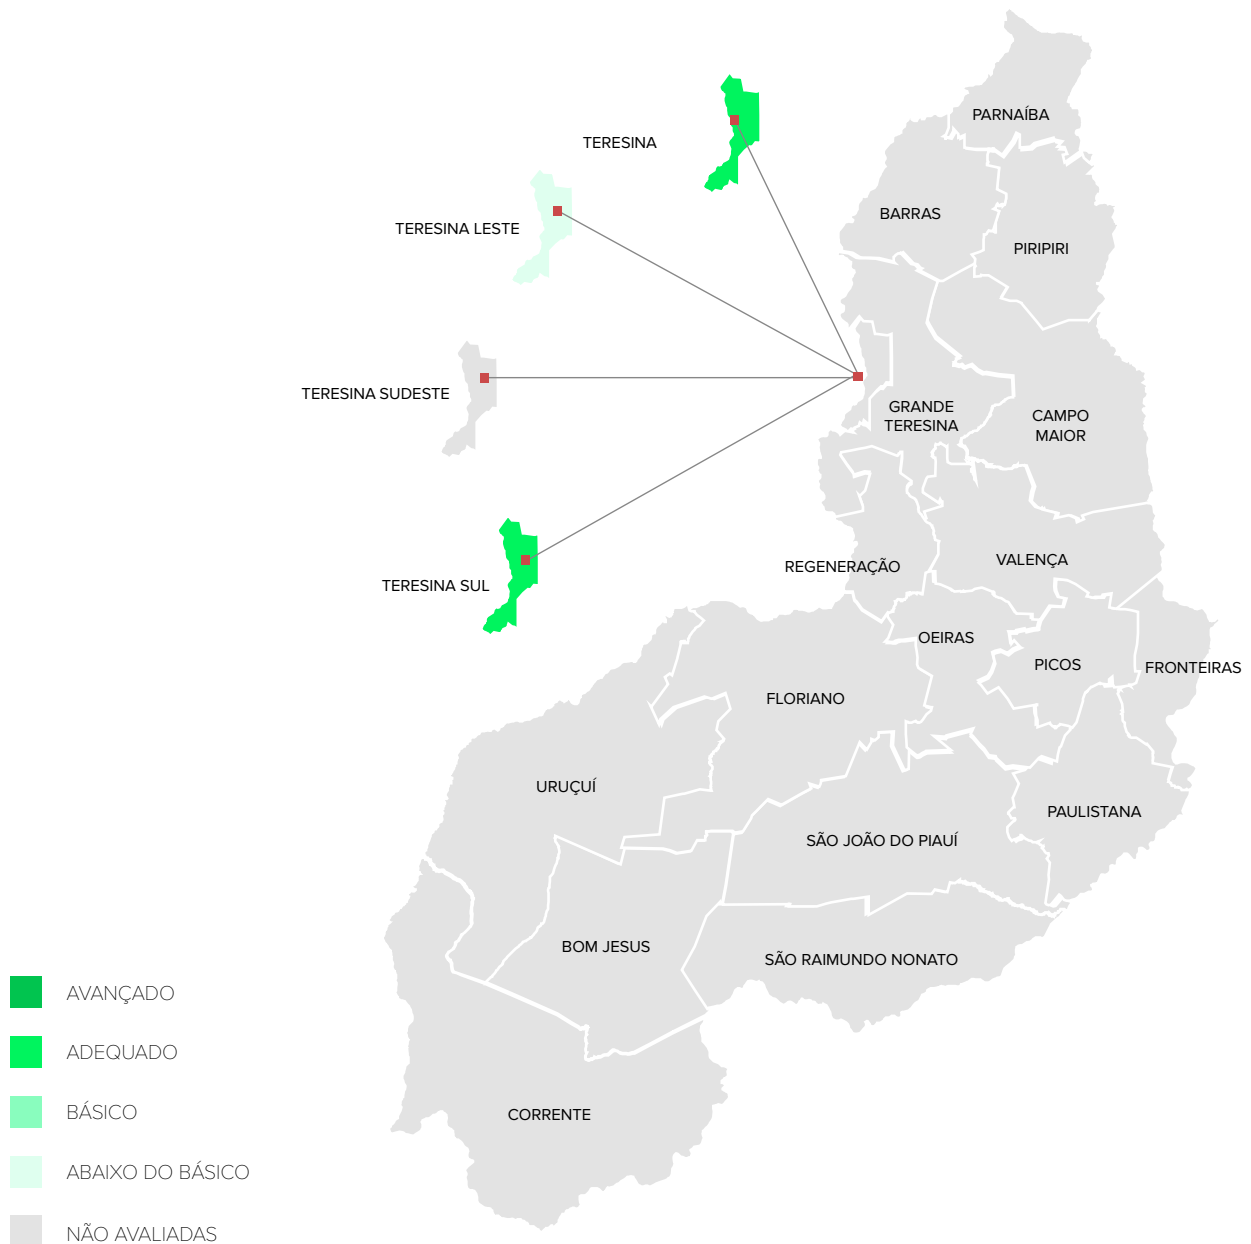 PARNAÍBA
TERESINA
BARRAS
TERESINA LESTE
PIRIPIRI
TERESINA SUDESTE
GRANDE
TERESINA
CAMPO
MAIOR
VALENÇA
REGENERAÇÃO
TERESINA SUL
OEIRAS
PICOS
FRONTEIRAS
FLORIANO
URUÇUÍ
PAULISTANA
SÃO JOÃO DO PIAUÍ
BOM JESUS
SÃO RAIMUNDO NONATO
CORRENTE
AVANÇADO
ADEQUADO
BÁSICO
ABAIXO DO BÁSICO
NÃO AVALIADAS